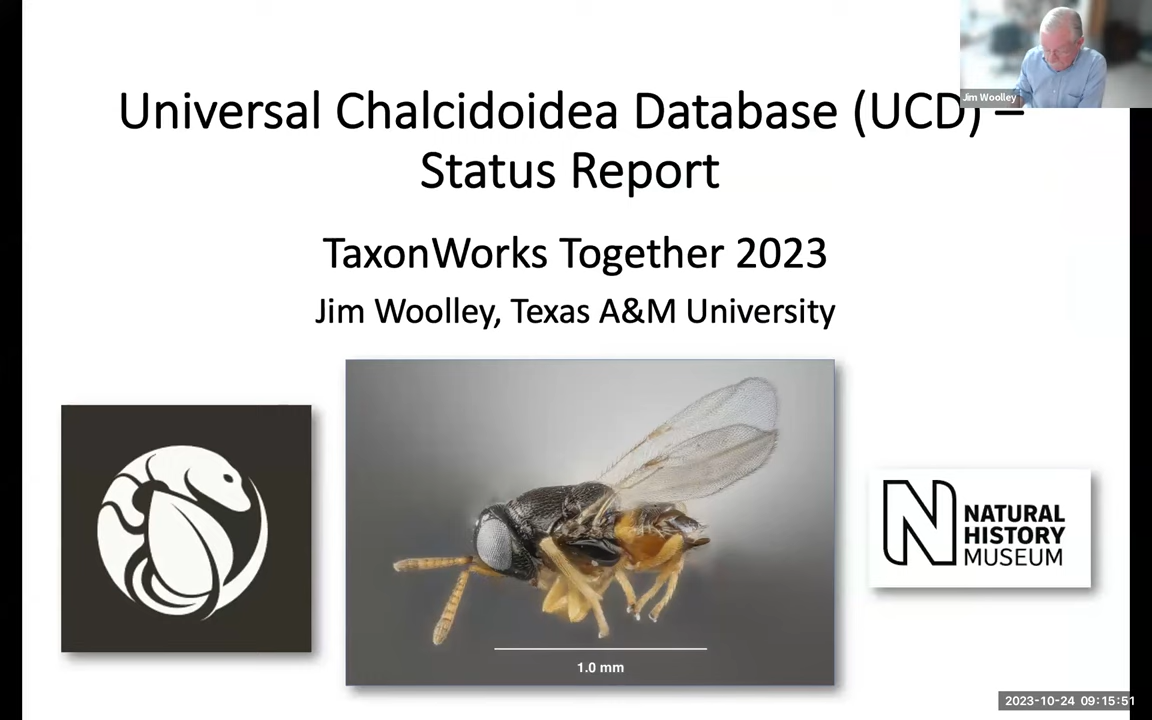 Universal Chalcidoidea Database (UCD) –
Status Report
TaxonWorks Together 2023
Jim Woolley, Texas A&M University
Jim Woolley
1.0 mm
N NATURAL
HISTORY
MUSEUM
2023-10-24 09:15:51